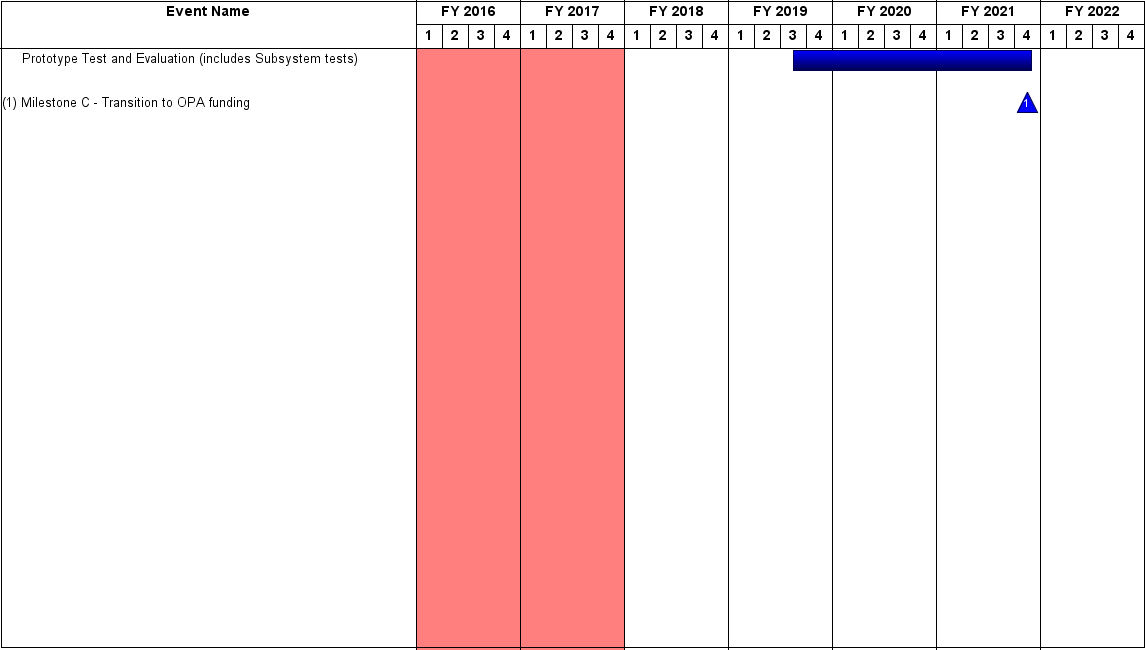 Event Name FY 2016 FY 2017 FY 2018 FY 2019 FY 2020 FY 2021 FY 2022
1 2 3 4 1 2 3 4 1 2 3 4 1 2 3 4 1 2 3 4 1 2 3 4 1 2 3 4
Prototype Test and Evaluation (includes Subsystem tests)
(1) Milestone C - Transition to OPA funding 1